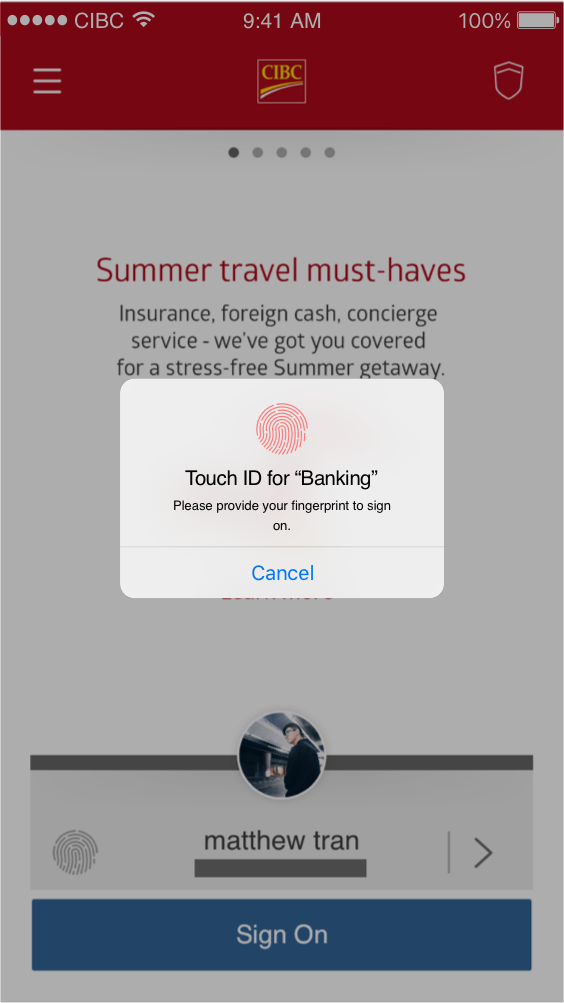 CIBC 9:41 AM 100%
CIBC
Summer travel must-haves
Insurance, foreign cash, concierge
service - we've got you covered
for a stress-free Summer getaway.
Touch ID for “Banking”
Please provide your fingerprint to sign
on.
Cancel
matthew tran
Sign On